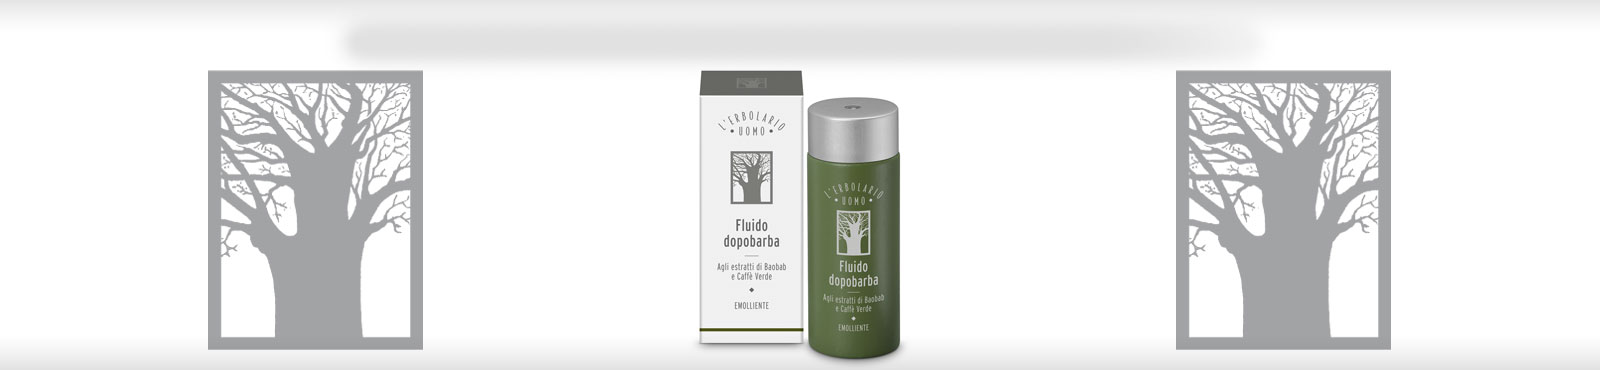 L'ERBOLARIO
UOMO
Fluido
dopobarba
Agli estratti di Baobab
e Caffè Verde
EMOLLIENTE
L'ERBOLARIO
UOMO
Fluido
dopobarba
Agli estratti di Baobab
e Caffè Verde
EMOLLIENTE